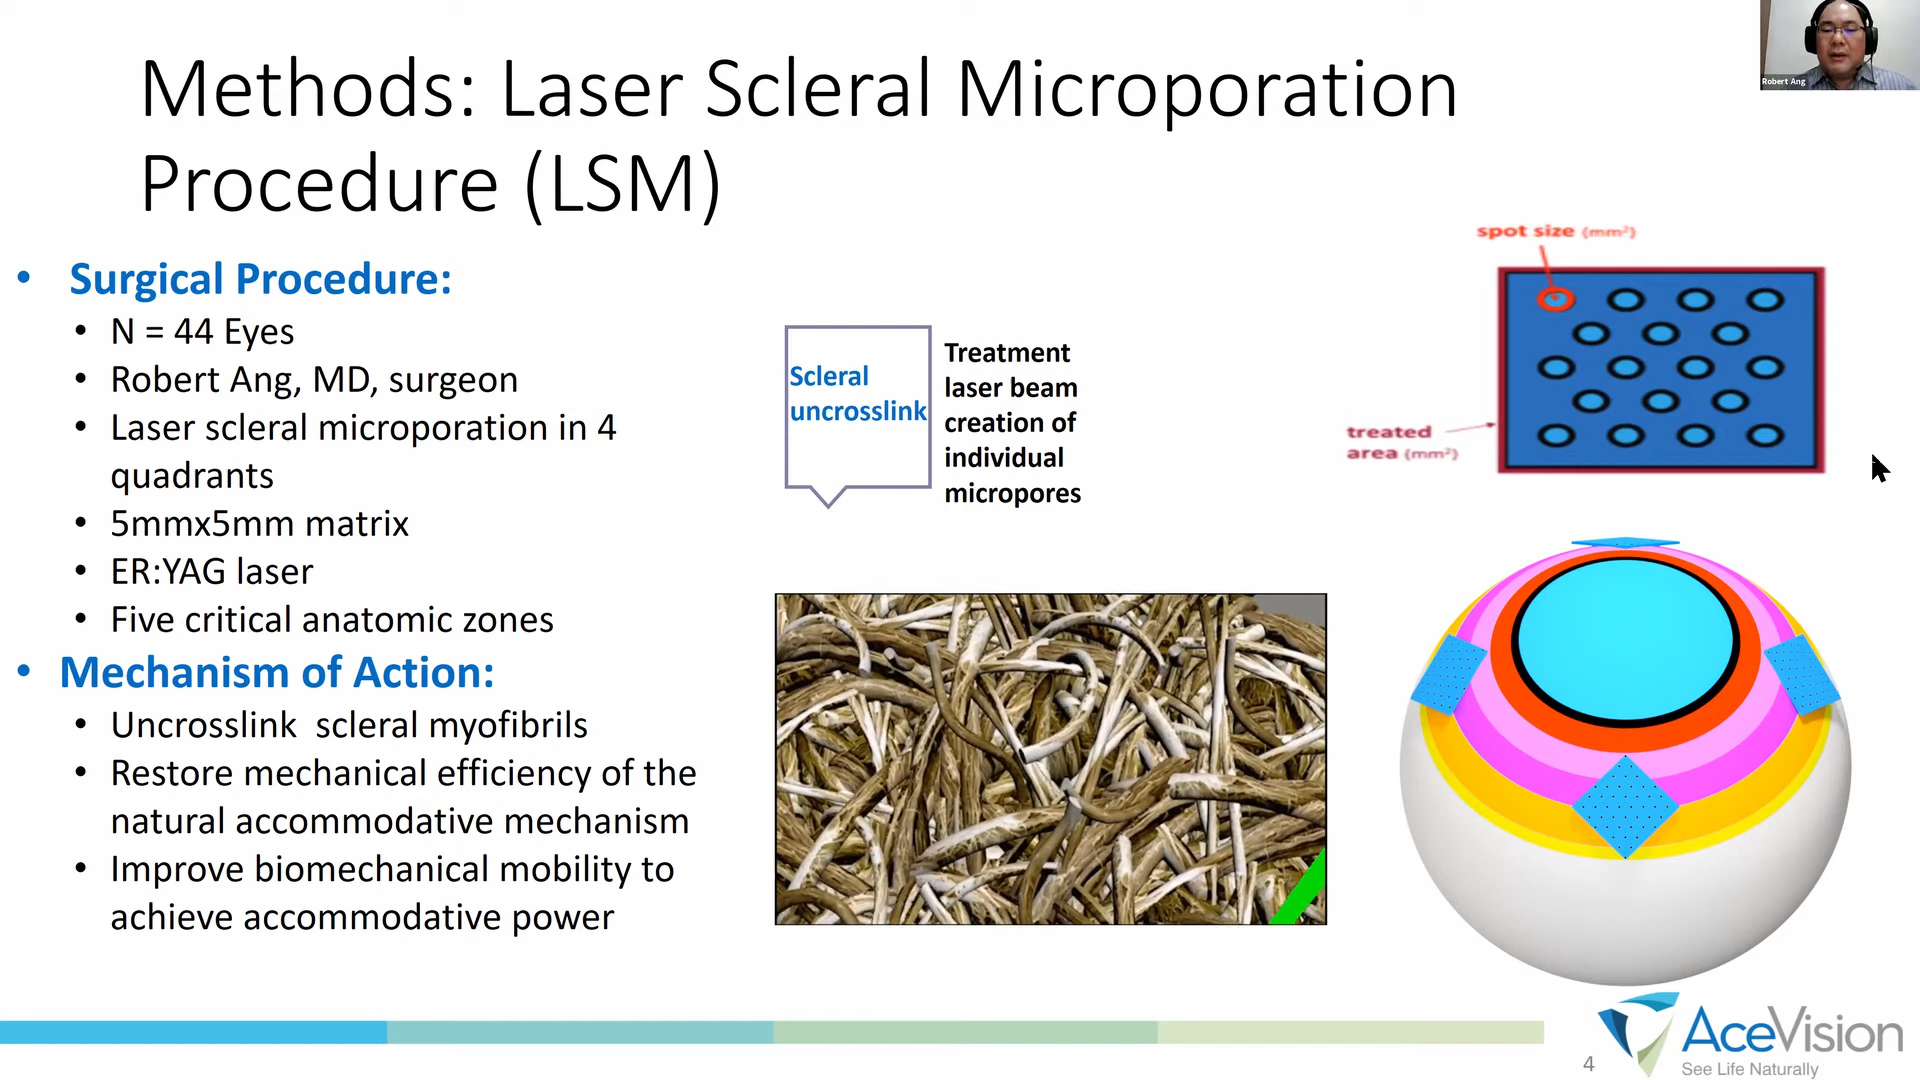 Robert Ang
Methods: Laser Scleral Microporation
Procedure (LSM)
• Surgical Procedure:
• N = 44 Eyes
• Robert Ang, MD, surgeon
• Laser scleral microporation in 4
quadrants
• 5mmx5mm matrix
• ER:YAG laser
• Five critical anatomic zones
• Mechanism of Action:
• Uncrosslink scleral myofibrils
• Restore mechanical efficiency of the
natural accommodative mechanism
• Improve biomechanical mobility to
achieve accommodative power
Scleral
uncrosslink
Treatment
laser beam
creation of
individual
micropores
spot size (mm²)
treated
area (mm²)
4
AceVision
See Life Naturally